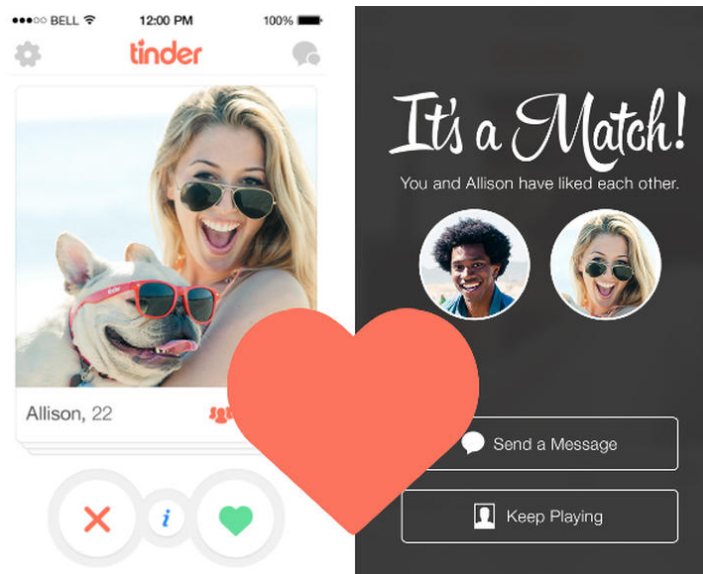 BELL 12:00 PM 100%
tinder
tinder
Allison, 22
i
It's a Match!
You and Allison have liked each other.
Send a Message
Keep Playing